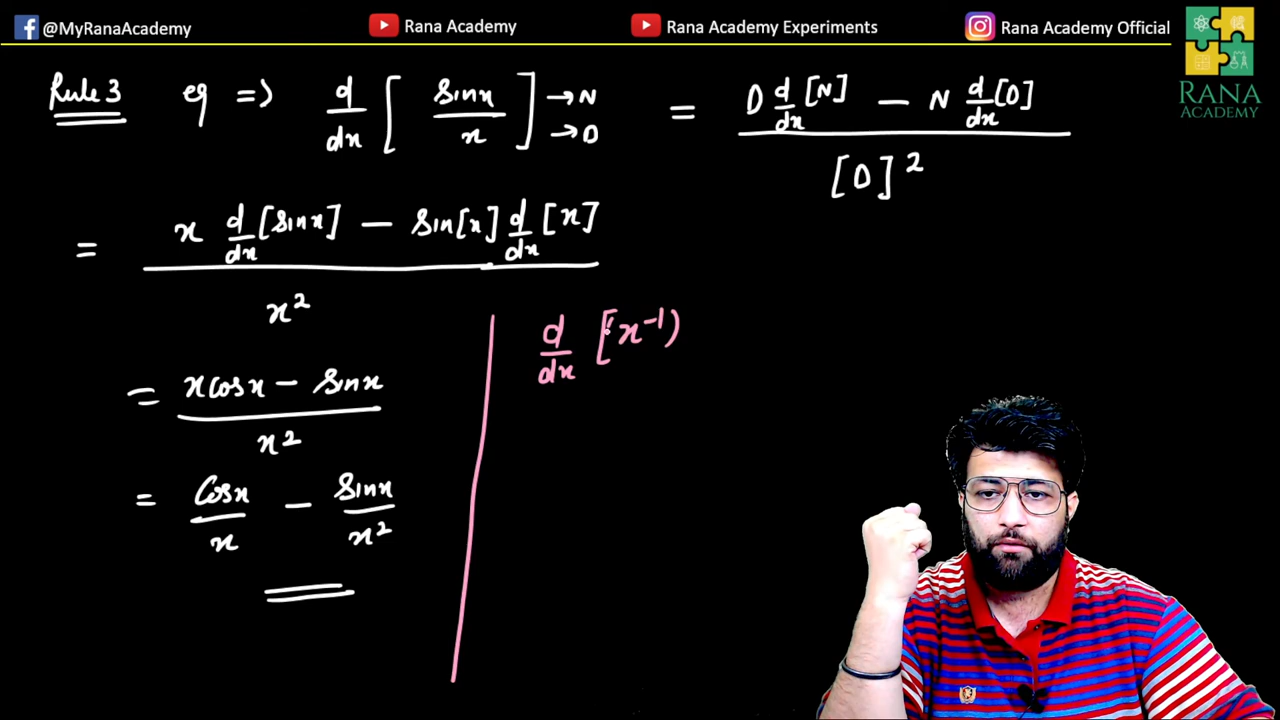 @MyRanaAcademy Rana Academy Rana Academy Experiments Rana Academy Official
RANA
ACADEMY
Rule 3 eg => d/dx [ sinx / x ] →N →D = ( D d/dx [N] − N d/dx [D] ) / [D]²
= ( x d/dx [sinx] − sin[x] d/dx [x] ) / x²
= ( xcosx − sinx ) / x²
= Cosx / x − sinx / x²
d/dx [x⁻¹)